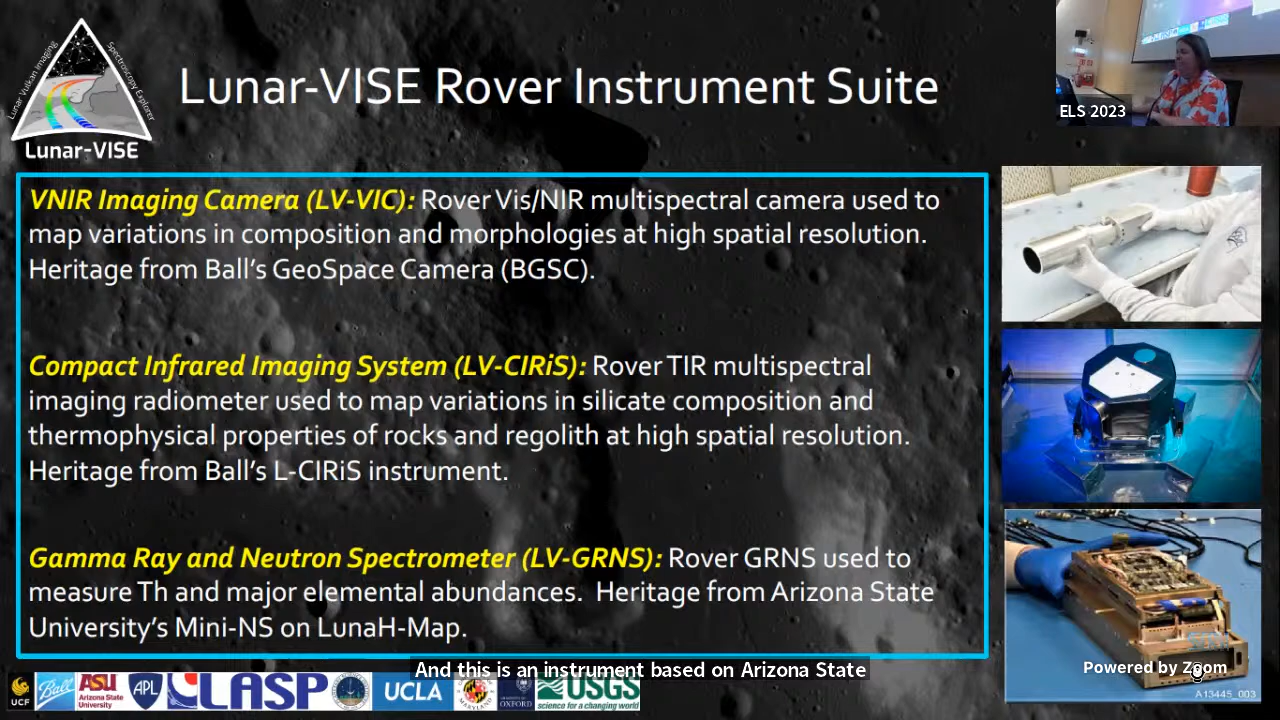 Lunar Vulkan Imaging
Spectroscopy Explorer
Lunar-VISE
Lunar-VISE Rover Instrument Suite
ELS 2023
VNIR Imaging Camera (LV-VIC): Rover Vis/NIR multispectral camera used to
map variations in composition and morphologies at high spatial resolution.
Heritage from Ball's GeoSpace Camera (BGSC).
Compact Infrared Imaging System (LV-CIRiS): Rover TIR multispectral
imaging radiometer used to map variations in silicate composition and
thermophysical properties of rocks and regolith at high spatial resolution.
Heritage from Ball's L-CIRiS instrument.
Gamma Ray and Neutron Spectrometer (LV-GRNS): Rover GRNS used to
measure Th and major elemental abundances. Heritage from Arizona State
University's Mini-NS on LunaH-Map.
And this is an instrument based on Arizona State
Powered by Zoom
A13445_003
UCF
Ball
ASU
Arizona State
University
APL
LASP
UCLA
MARYLAND
OXFORD
USGS
science for a changing world